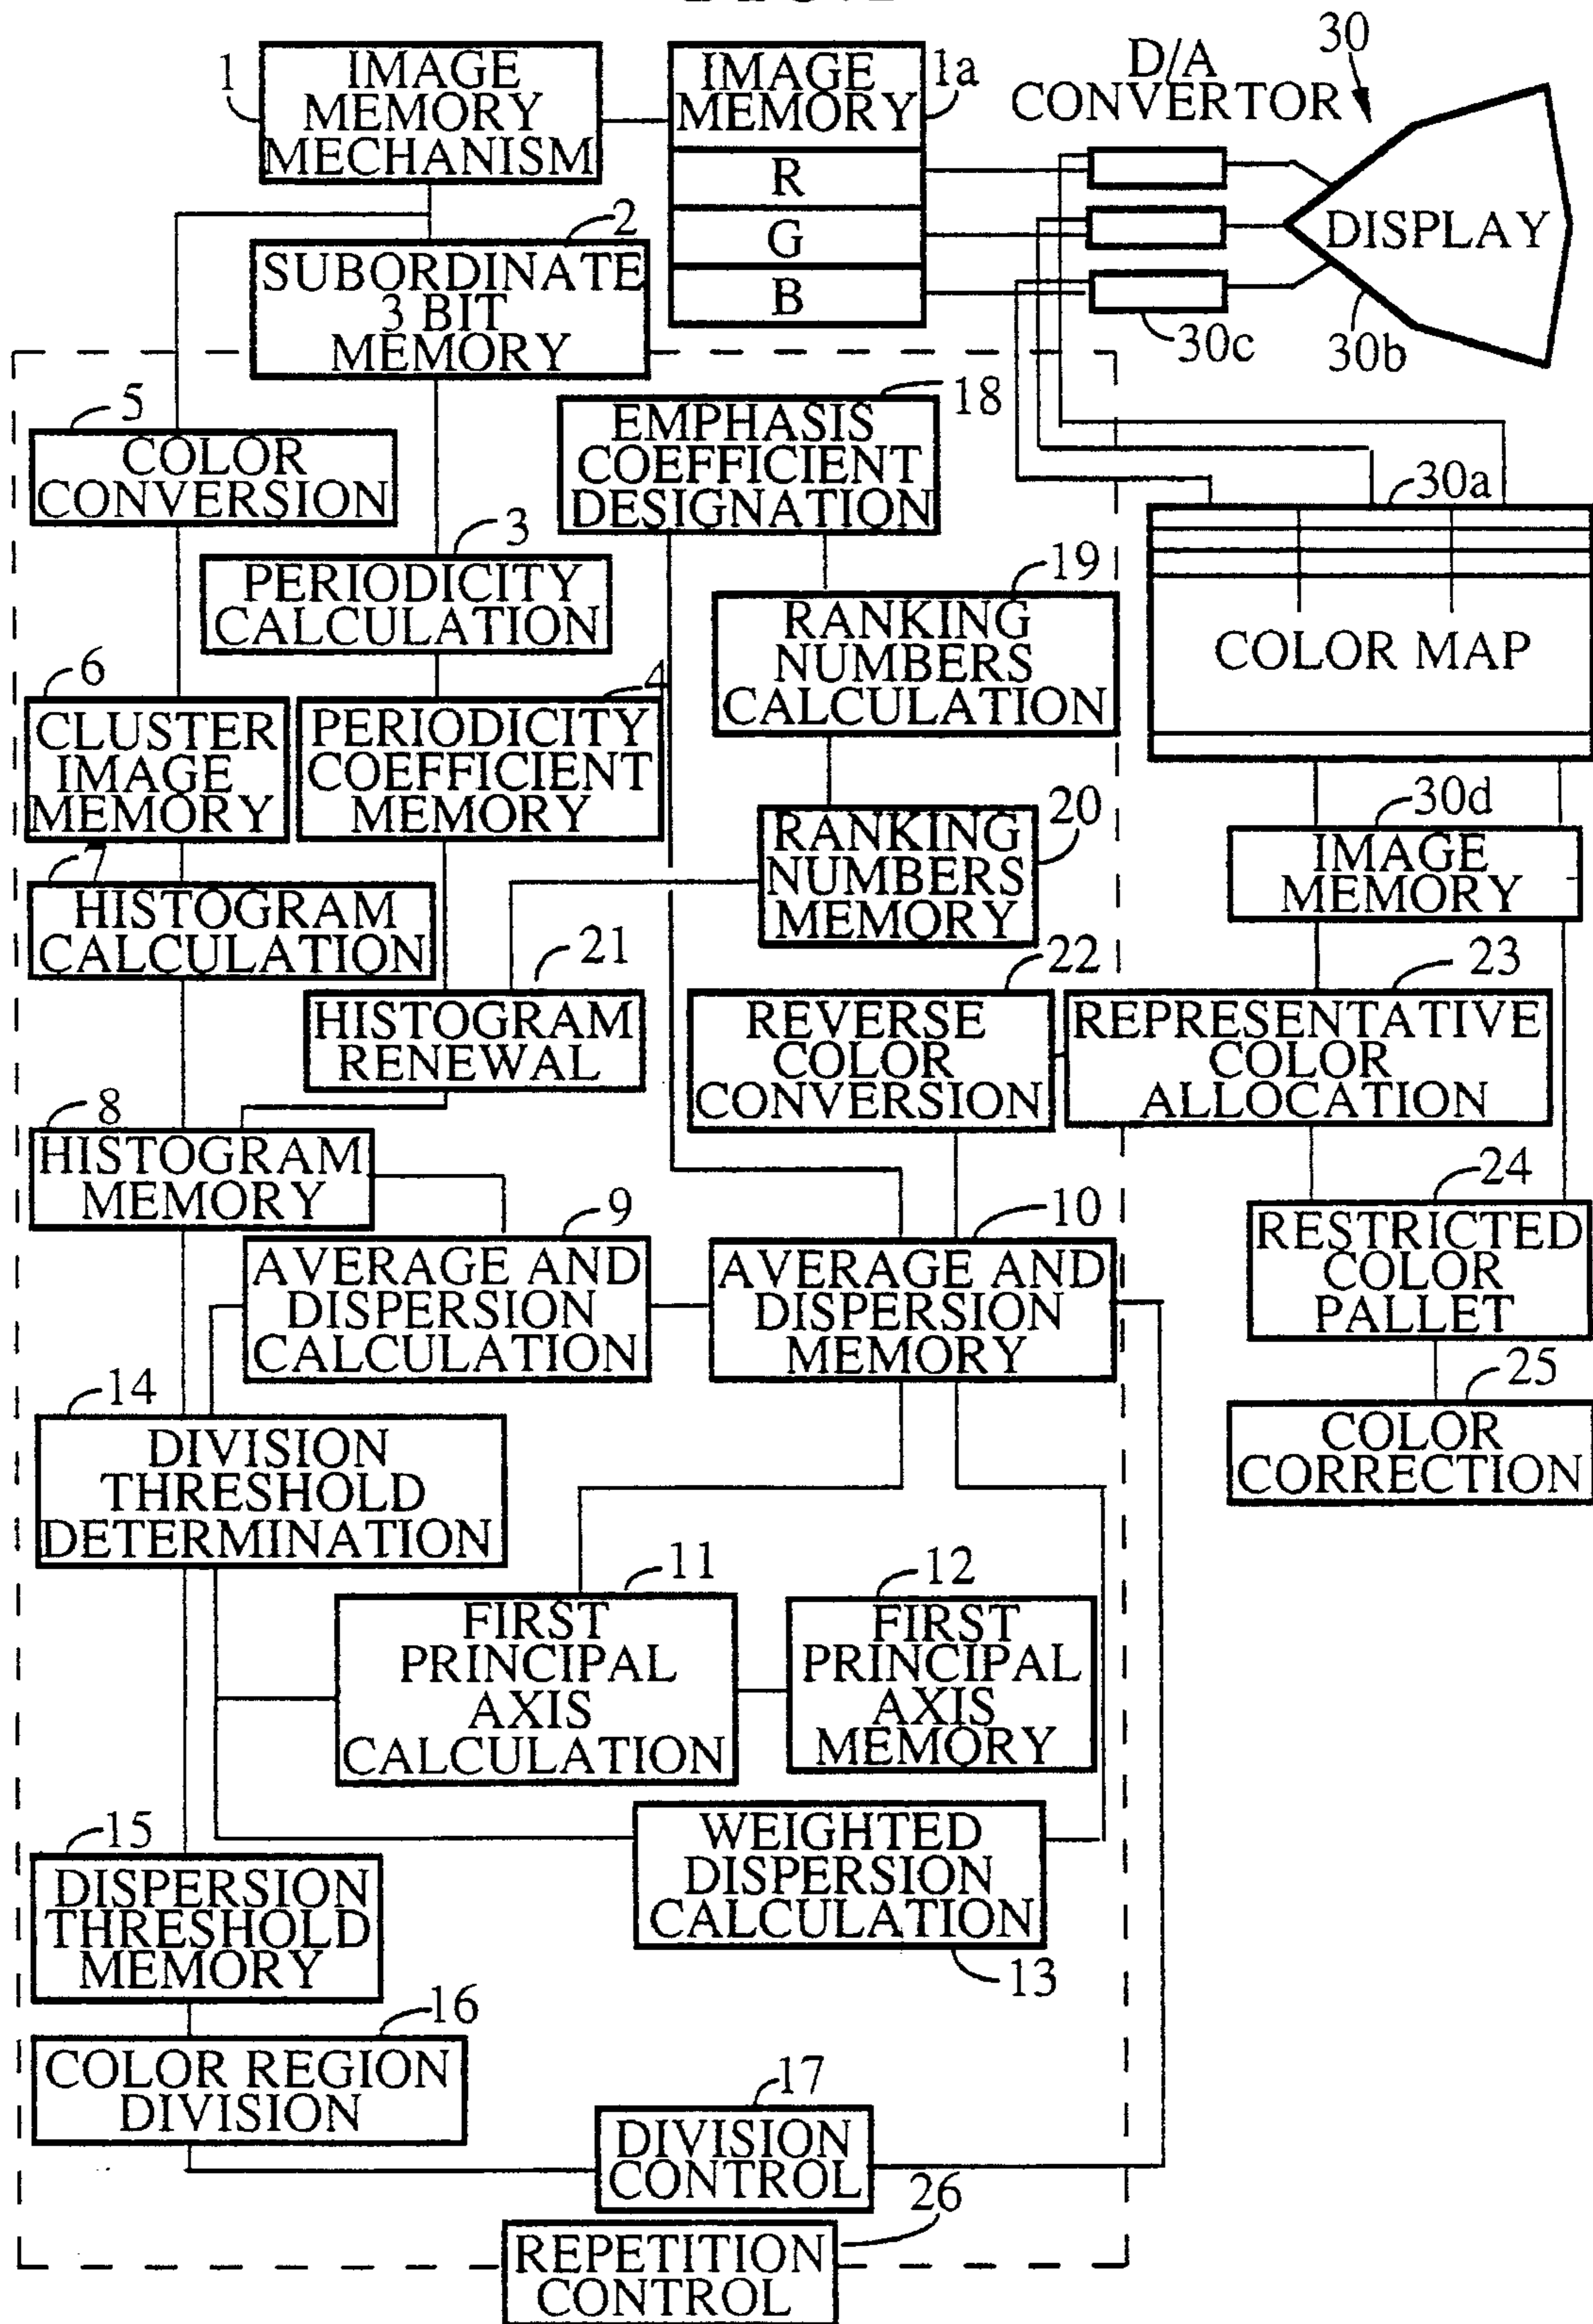 1
IMAGE
MEMORY
MECHANISM
IMAGE
MEMORY
1a
R
G
B
D/A
CONVERTOR
30
DISPLAY
30c
30b
2
SUBORDINATE
3 BIT
MEMORY
5
COLOR
CONVERSION
18
EMPHASIS
COEFFICIENT
DESIGNATION
30a
COLOR MAP
3
PERIODICITY
CALCULATION
19
RANKING
NUMBERS
CALCULATION
6
CLUSTER
IMAGE
MEMORY
4
PERIODICITY
COEFFICIENT
MEMORY
20
RANKING
NUMBERS
MEMORY
30d
IMAGE
MEMORY
7
HISTOGRAM
CALCULATION
21
HISTOGRAM
RENEWAL
22
REVERSE
COLOR
CONVERSION
23
REPRESENTATIVE
COLOR
ALLOCATION
8
HISTOGRAM
MEMORY
9
AVERAGE AND
DISPERSION
CALCULATION
10
AVERAGE AND
DISPERSION
MEMORY
24
RESTRICTED
COLOR
PALLET
25
COLOR
CORRECTION
14
DIVISION
THRESHOLD
DETERMINATION
11
FIRST
PRINCIPAL
AXIS
CALCULATION
12
FIRST
PRINCIPAL
AXIS
MEMORY
15
DISPERSION
THRESHOLD
MEMORY
WEIGHTED
DISPERSION
CALCULATION
13
16
COLOR REGION
DIVISION
17
DIVISION
CONTROL
26
REPETITION
CONTROL